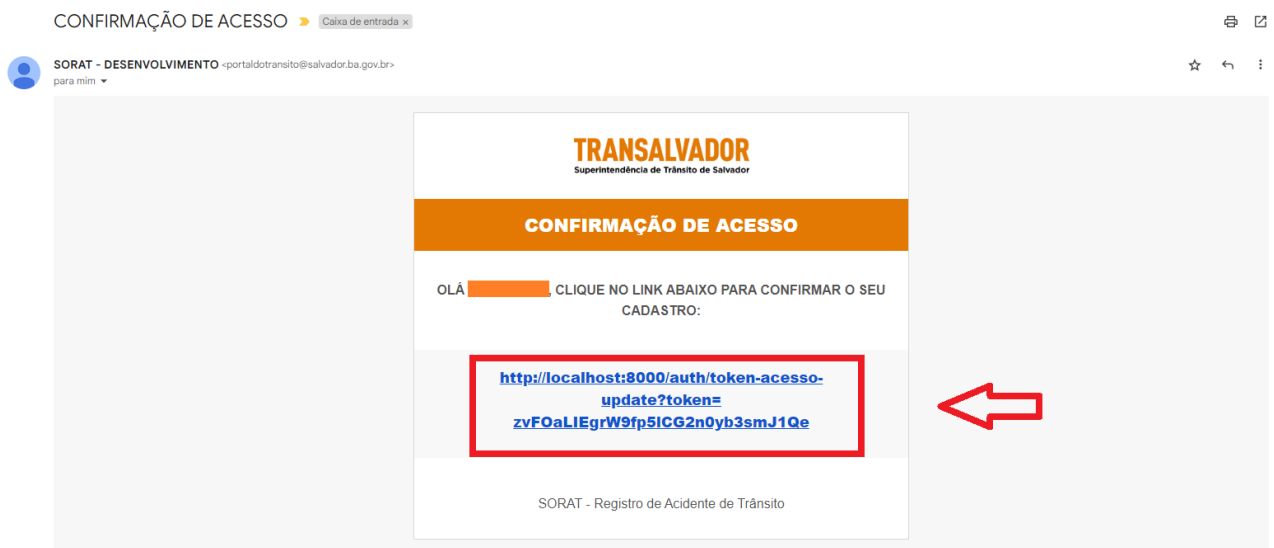 CONFIRMAÇÃO DE ACESSO Caixa de entrada x
SORAT - DESENVOLVIMENTO <portaldotransito@salvador.ba.gov.br>
para mim
TRANSALVADOR
Superintendência de Trânsito de Salvador
CONFIRMAÇÃO DE ACESSO
OLÁ , CLIQUE NO LINK ABAIXO PARA CONFIRMAR O SEU
CADASTRO:
http://localhost:8000/auth/token-acesso-
update?token=
zvFOaLIEgrW9fp5ICG2n0yb3smJ1Qe
SORAT - Registro de Acidente de Trânsito